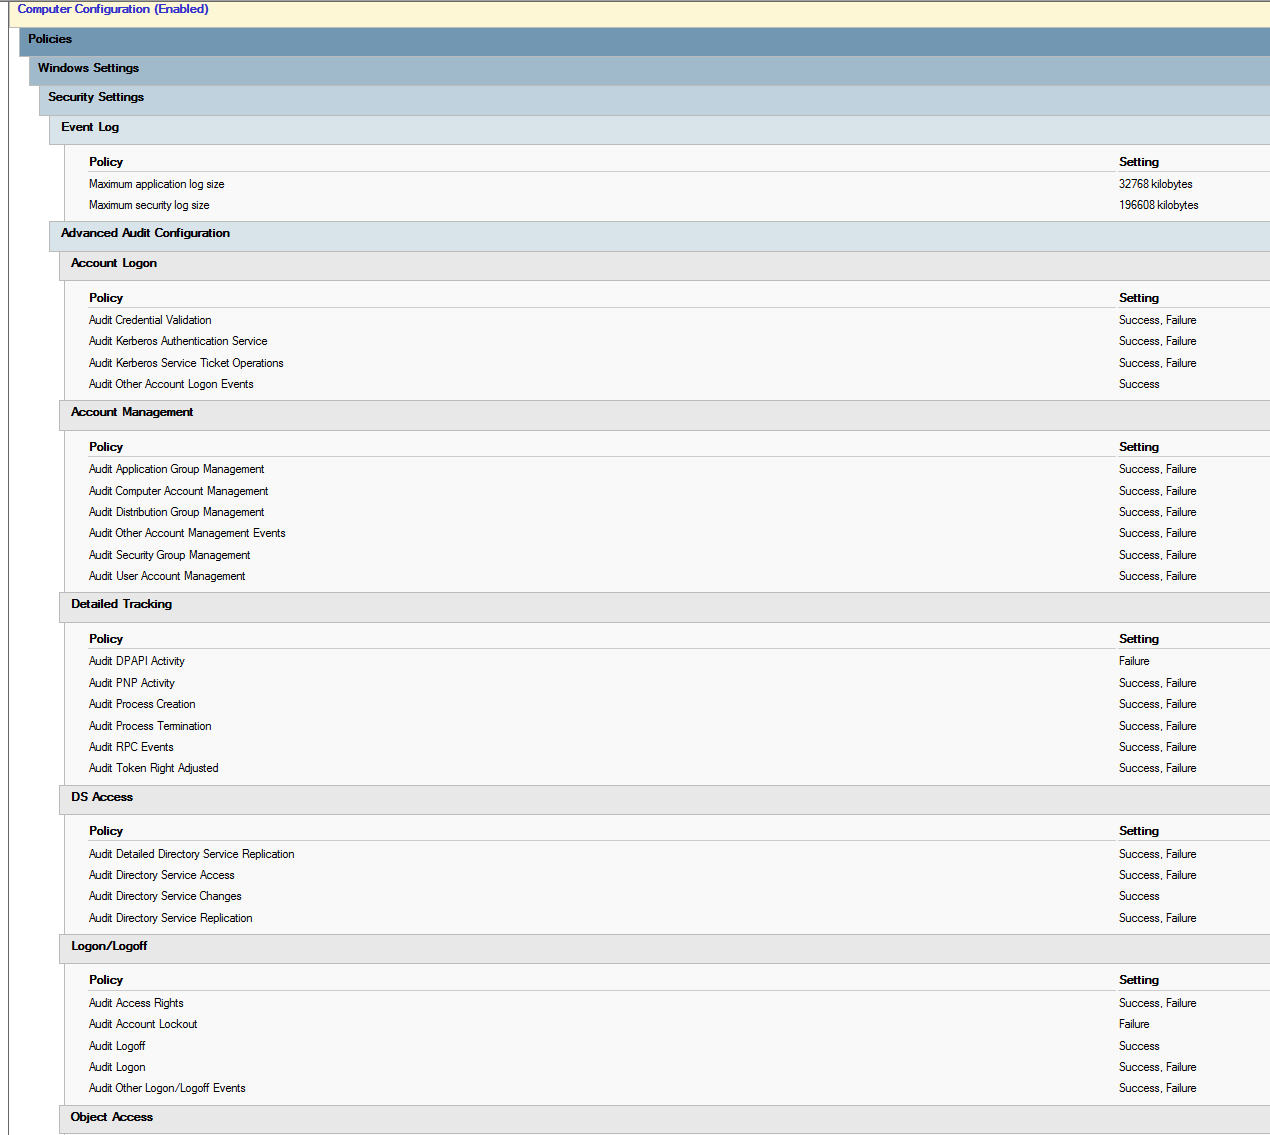 Computer Configuration (Enabled)
Policies
Windows Settings
Security Settings
Event Log
Policy Setting
Maximum application log size 32768 kilobytes
Maximum security log size 196608 kilobytes
Advanced Audit Configuration
Account Logon
Policy Setting
Audit Credential Validation Success, Failure
Audit Kerberos Authentication Service Success, Failure
Audit Kerberos Service Ticket Operations Success, Failure
Audit Other Account Logon Events Success
Account Management
Policy Setting
Audit Application Group Management Success, Failure
Audit Computer Account Management Success, Failure
Audit Distribution Group Management Success, Failure
Audit Other Account Management Events Success, Failure
Audit Security Group Management Success, Failure
Audit User Account Management Success, Failure
Detailed Tracking
Policy Setting
Audit DPAPI Activity Failure
Audit PNP Activity Success, Failure
Audit Process Creation Success, Failure
Audit Process Termination Success, Failure
Audit RPC Events Success, Failure
Audit Token Right Adjusted Success, Failure
DS Access
Policy Setting
Audit Detailed Directory Service Replication Success, Failure
Audit Directory Service Access Success, Failure
Audit Directory Service Changes Success
Audit Directory Service Replication Success, Failure
Logon/Logoff
Policy Setting
Audit Access Rights Success, Failure
Audit Account Lockout Failure
Audit Logoff Success
Audit Logon Success, Failure
Audit Other Logon/Logoff Events Success, Failure
Object Access